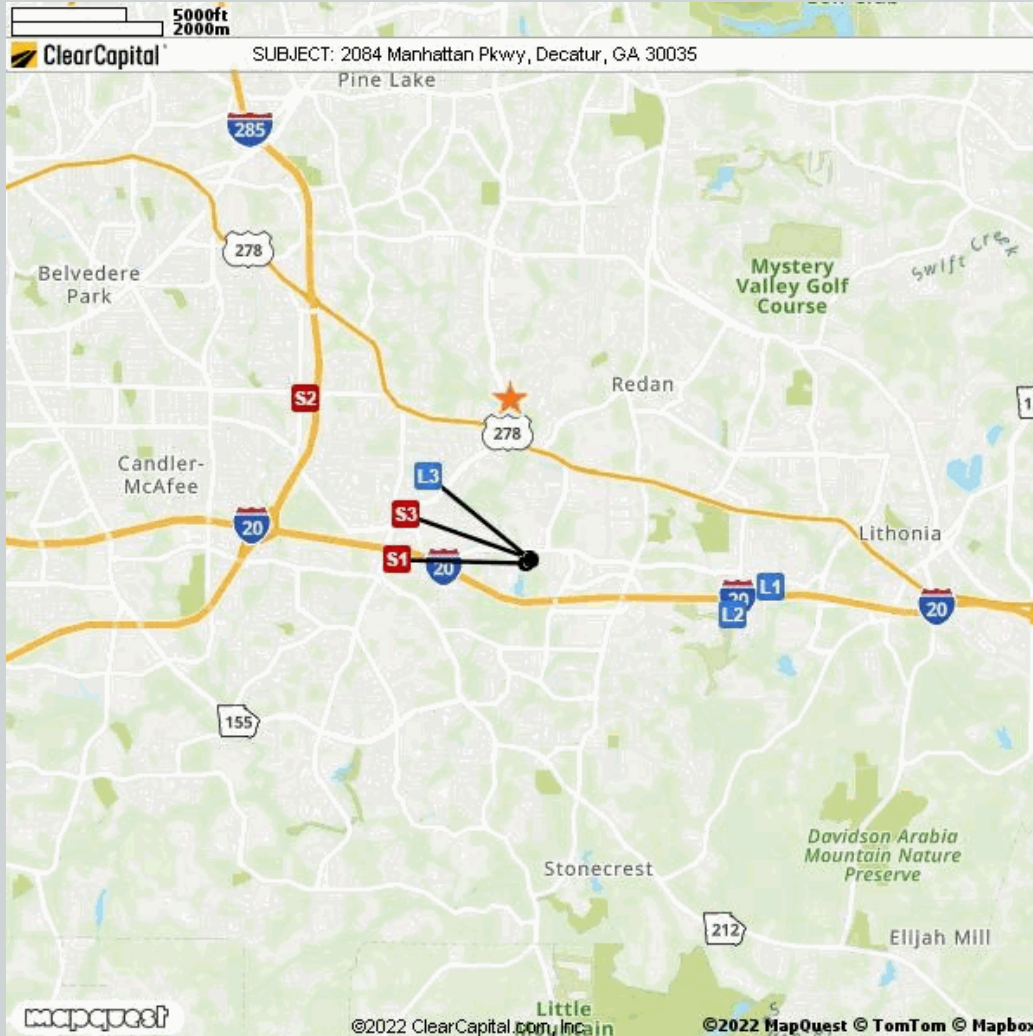 5000ft
2000m
ClearCapital
SUBJECT: 2084 Manhattan Pkwy, Decatur, GA 30035
Pine Lake
285
278
Belvedere
Park
Swift Creek
Mystery
Valley Golf
Course
Redan
S2
278
Candler-
McAfee
L3
S3
20
Lithonia
S1
20
20
L1
L2
20
155
Davidson Arabia
Mountain Nature
Preserve
Stonecrest
212
Elijah Mill
Little
Mountain
mapquest
©2022 ClearCapital.com, Inc.
©2022 MapQuest © TomTom © Mapbox